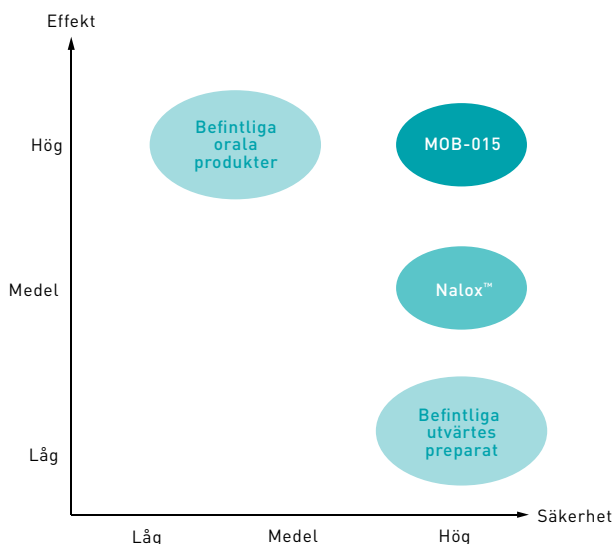 Effekt
Hög
Befintliga
orala
produkter
MOB-015
Medel
Nalox™
Befintliga
utvärtes
preparat
Låg
Säkerhet
Låg
Medel
Hög